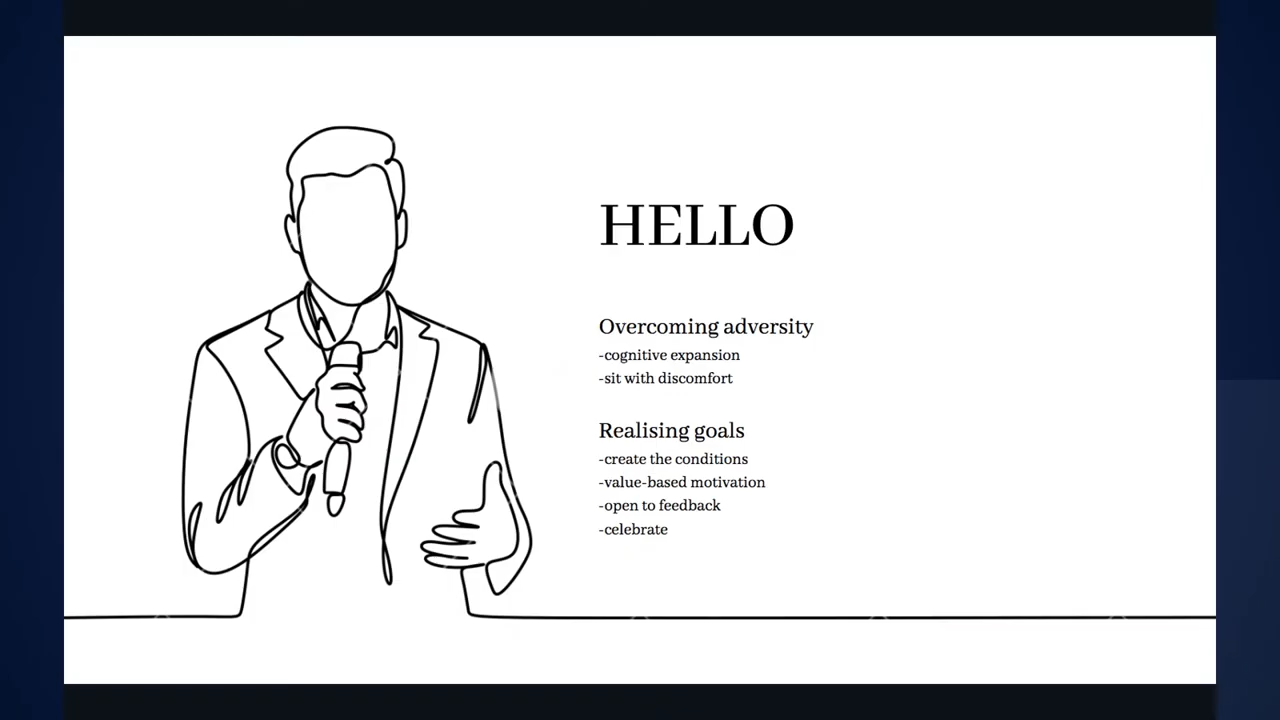 HELLO
Overcoming adversity
-cognitive expansion
-sit with discomfort
Realising goals
-create the conditions
-value-based motivation
-open to feedback
-celebrate